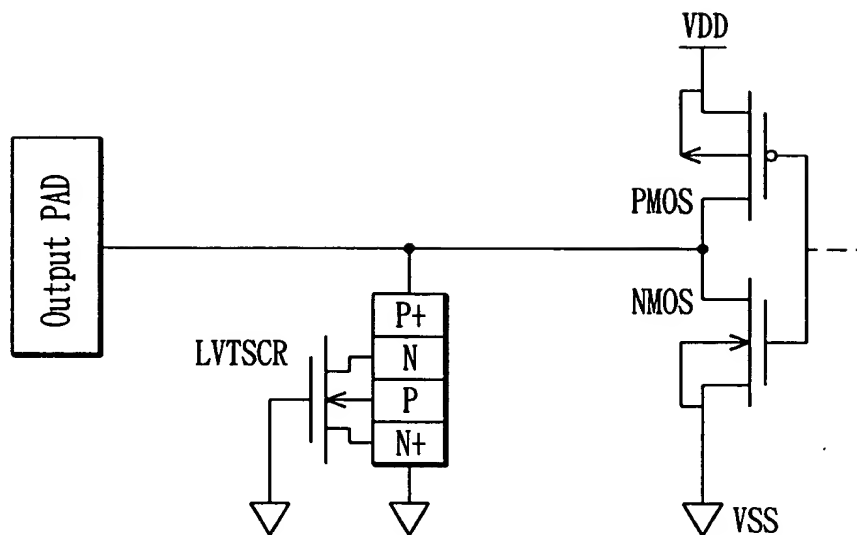 VDD
Output PAD
PMOS
NMOS
P+
LVTSCR
N
P
N+
VSS